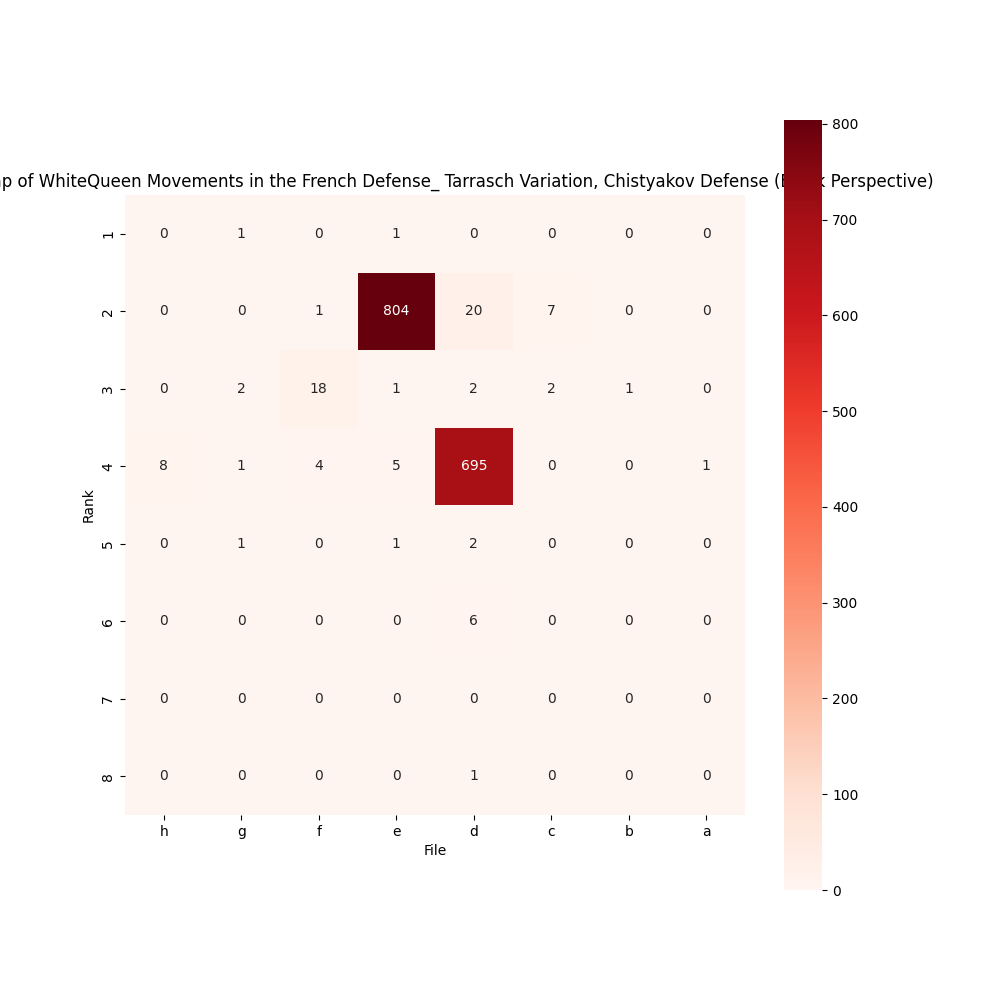 of WhiteQueen Movements in the French Defense_ Tarrasch Variation, Chistyakov Defense ( Perspective)
800
700
600
500
400
300
200
100
0
Rank
1 0 1 0 1 0 0 0 0
2 0 0 1 804 20 7 0 0
3 0 2 18 1 2 2 1 0
4 8 1 4 5 695 0 0 1
5 0 1 0 1 2 0 0 0
6 0 0 0 0 6 0 0 0
7 0 0 0 0 0 0 0 0
8 0 0 0 0 1 0 0 0
h g f e d c b a
File